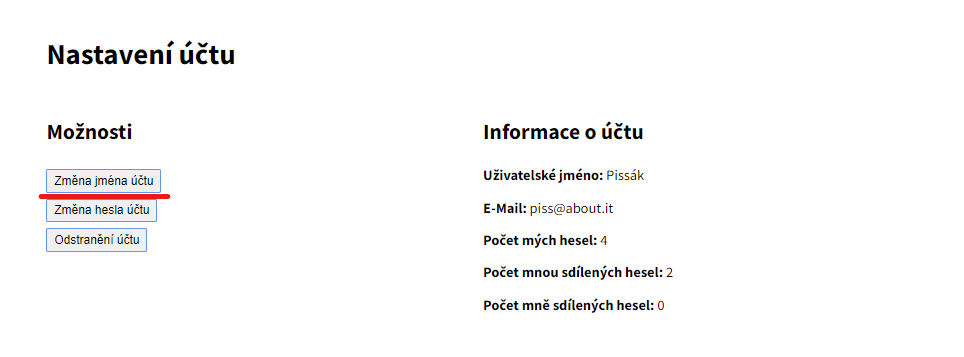 Nastavení účtu
Možnosti
Změna jména účtu
Změna hesla účtu
Odstranění účtu
Informace o účtu
Uživatelské jméno: Pissák
E-Mail: piss@about.it
Počet mých hesel: 4
Počet mnou sdílených hesel: 2
Počet mně sdílených hesel: 0